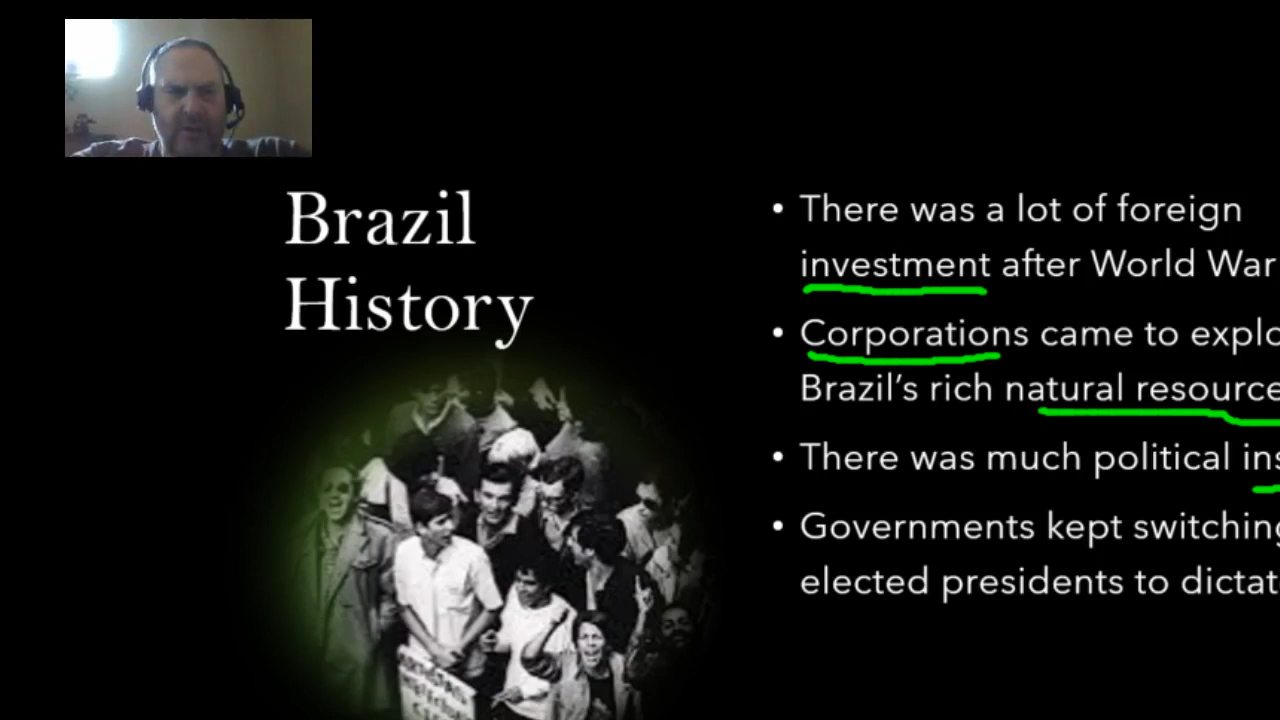 Brazil
History
• There was a lot of foreign
investment after World War
• Corporations came to explo
Brazil’s rich natural resource
• There was much political ins
• Governments kept switching
elected presidents to dictat